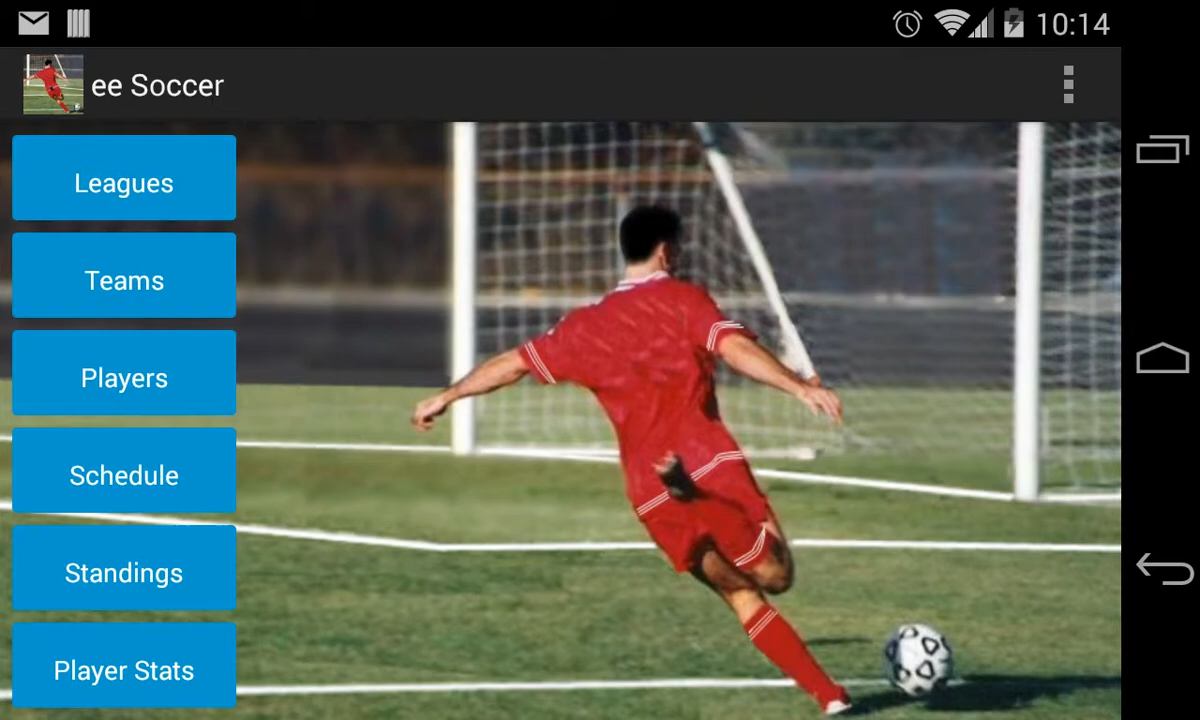 10:14
ee Soccer
Leagues
Teams
Players
Schedule
Standings
Player Stats